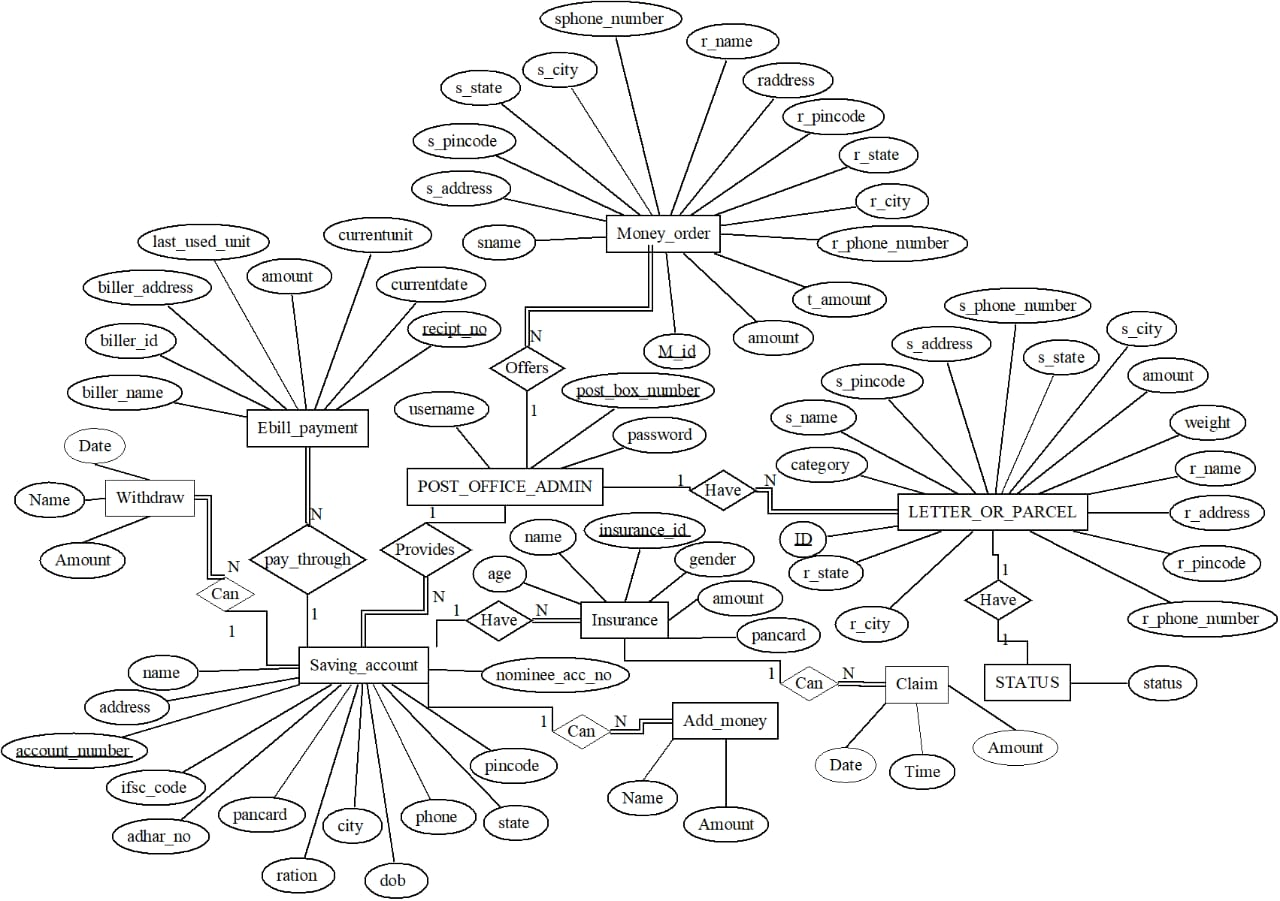 sphone_number
r_name
s_city
raddress
s_state
r_pincode
s_pincode
r_state
s_address
r_city
sname
Money_order
r_phone_number
last_used_unit
currentunit
amount
currentdate
biller_address
t_amount
s_phone_number
recipt_no
biller_id
N
M_id
amount
s_address
s_city
s_state
Offers
s_pincode
amount
biller_name
post_box_number
username
1
s_name
weight
Ebill_payment
password
Date
category
r_name
POST_OFFICE_ADMIN
1
Have
N
Name
Withdraw
LETTER_OR_PARCEL
r_address
N
1
name
insurance_id
ID
Amount
pay_through
Provides
gender
r_pincode
N
age
r_state
1
Can
N
amount
Have
1
1
Have
N
Insurance
r_city
r_phone_number
1
pancard
1
Saving_account
name
nominee_acc_no
1
Can
N
Claim
STATUS
status
address
1
Can
N
Add_money
account_number
Amount
pincode
Date
Time
ifsc_code
Name
pancard
city
phone
state
Amount
adhar_no
ration
dob